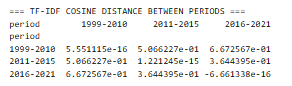 === TF-IDF COSINE DISTANCE BETWEEN PERIODS ===
period 1999-2010 2011-2015 2016-2021
period
1999-2010 5.551115e-16 5.066227e-01 6.672567e-01
2011-2015 5.066227e-01 1.221245e-15 3.644395e-01
2016-2021 6.672567e-01 3.644395e-01 -6.661338e-16